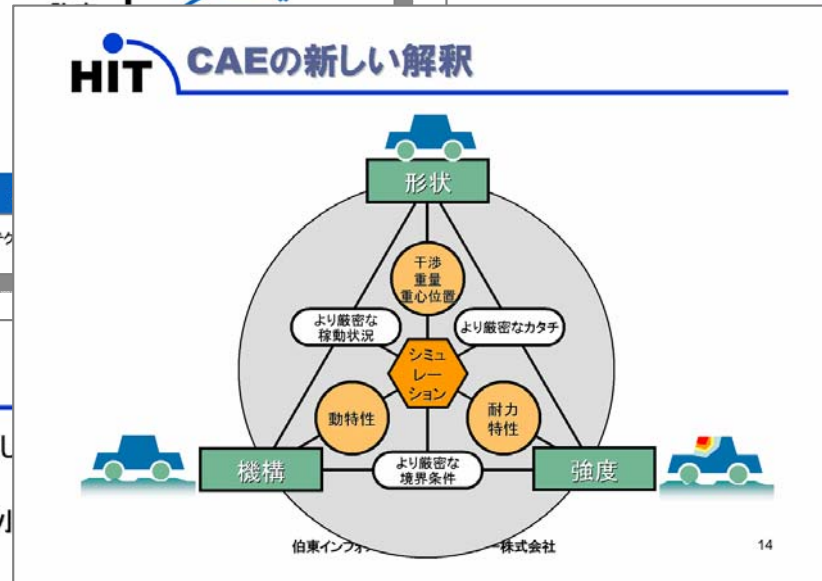 HIT
CAEの新しい解釈
形状
干渉
重量
重心位置
より厳密な
稼動状況
より厳密なカタチ
シミュ
レー
ション
動特性
耐力
特性
機構
より厳密な
境界条件
強度
伯東インフォ
株式会社
14